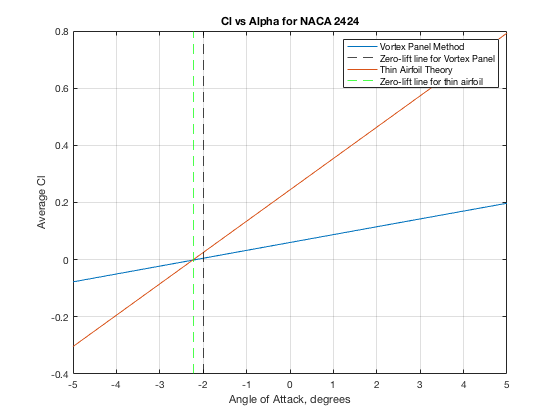 Cl vs Alpha for NACA 2424
Vortex Panel Method
Zero-lift line for Vortex Panel
Thin Airfoil Theory
Zero-lift line for thin airfoil
0.8
0.6
0.4
0.2
0
-0.2
-0.4
Average Cl
-5 -4 -3 -2 -1 0 1 2 3 4 5
Angle of Attack, degrees